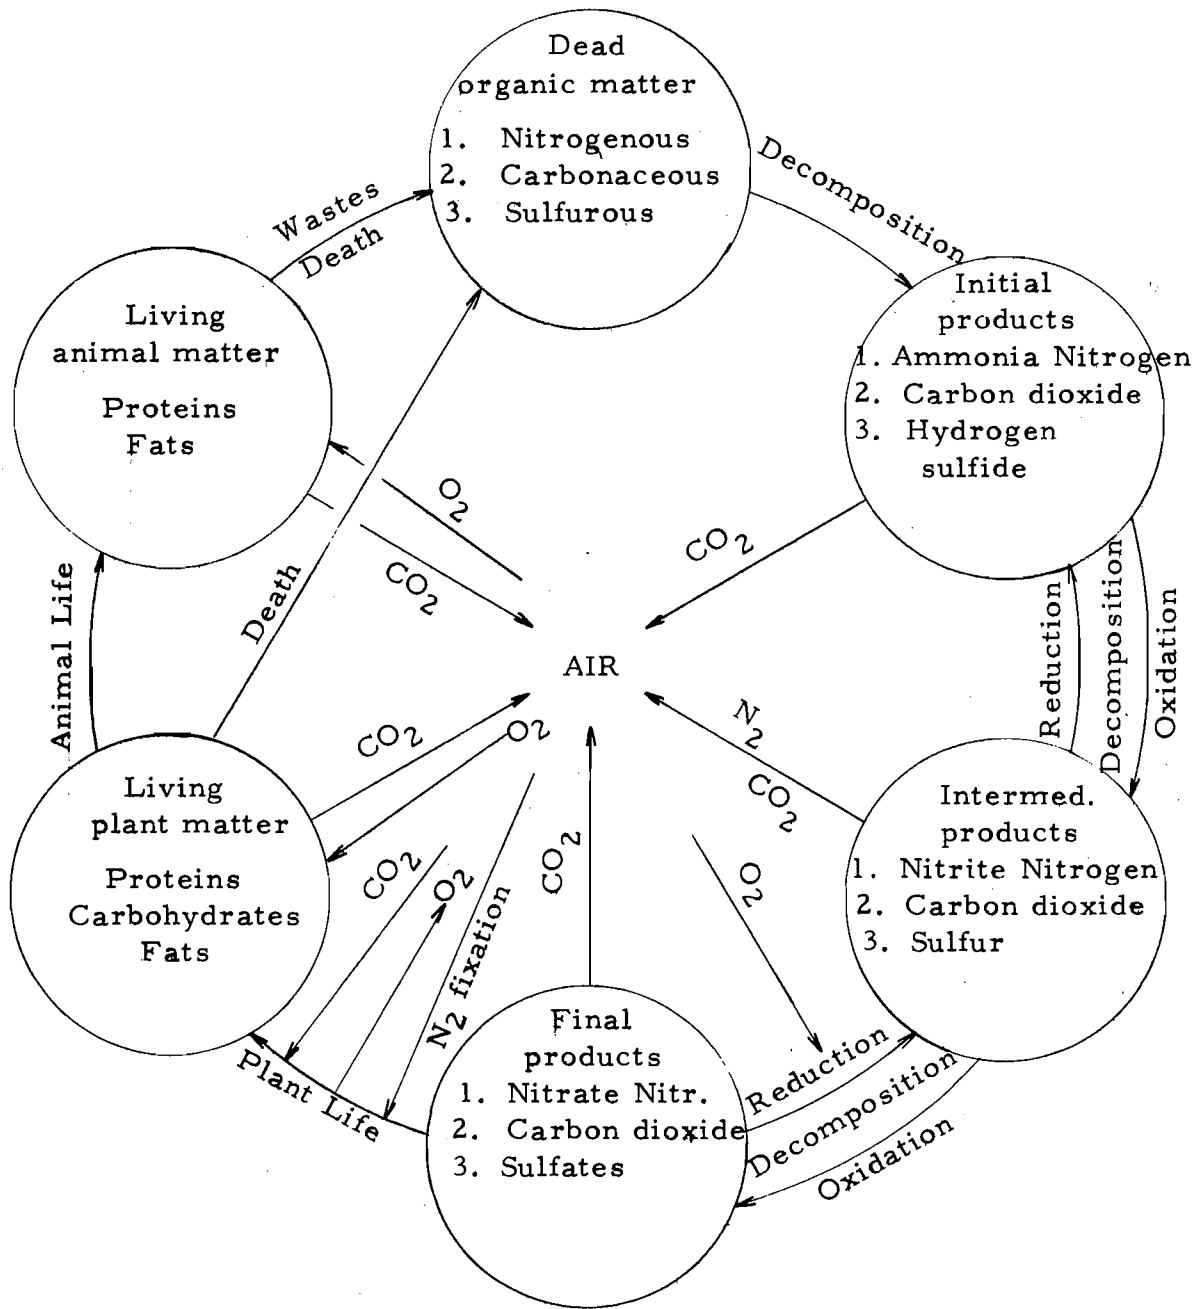 Dead
organic matter
1. Nitrogenous
2. Carbonaceous
3. Sulfurous
Decomposition
Wastes
Death
Initial
products
1. Ammonia Nitrogen
2. Carbon dioxide
3. Hydrogen
sulfide
Living
animal matter
Proteins
Fats
O2
CO2
CO2
Death
Animal Life
Reduction
Decomposition
Oxidation
AIR
N2
CO2
CO2
O2
Living
plant matter
Proteins
Carbohydrates
Fats
CO2
O2
N2 fixation
CO2
O2
Intermed.
products
1. Nitrite Nitrogen
2. Carbon dioxide
3. Sulfur
Plant Life
Final
products
1. Nitrate Nitr.
2. Carbon dioxide
3. Sulfates
Reduction
Decomposition
Oxidation